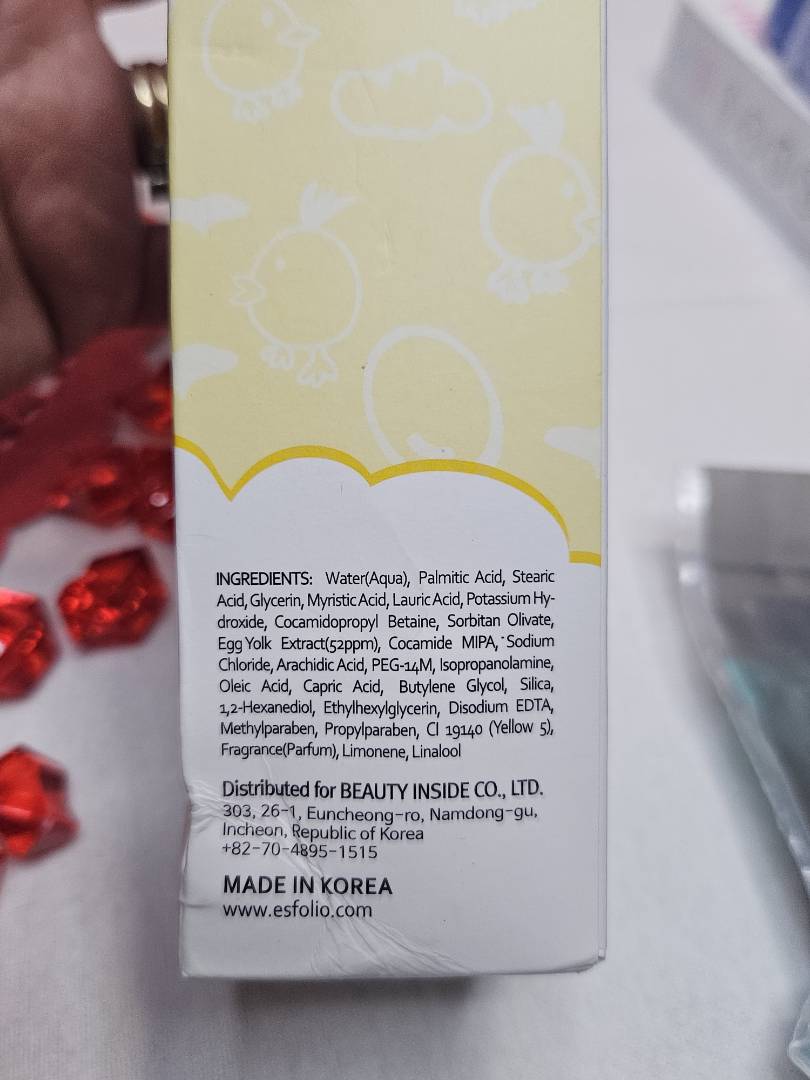 INGREDIENTS: Water(Aqua), Palmitic Acid, Stearic
Acid, Glycerin, Myristic Acid, Lauric Acid, Potassium Hy-
droxide, Cocamidopropyl Betaine, Sorbitan Olivate,
Egg Yolk Extract(52ppm), Cocamide MIPA, Sodium
Chloride, Arachidic Acid, PEG-14M, Isopropanolamine,
Oleic Acid, Capric Acid, Butylene Glycol, Silica,
1,2-Hexanediol, Ethylhexylglycerin, Disodium EDTA,
Methylparaben, Propylparaben, CI 19140 (Yellow 5),
Fragrance(Parfum), Limonene, Linalool
Distributed for BEAUTY INSIDE CO., LTD.
303, 26-1, Euncheong-ro, Namdong-gu,
Incheon, Republic of Korea
+82-70-4895-1515
MADE IN KOREA
www.esfolio.com